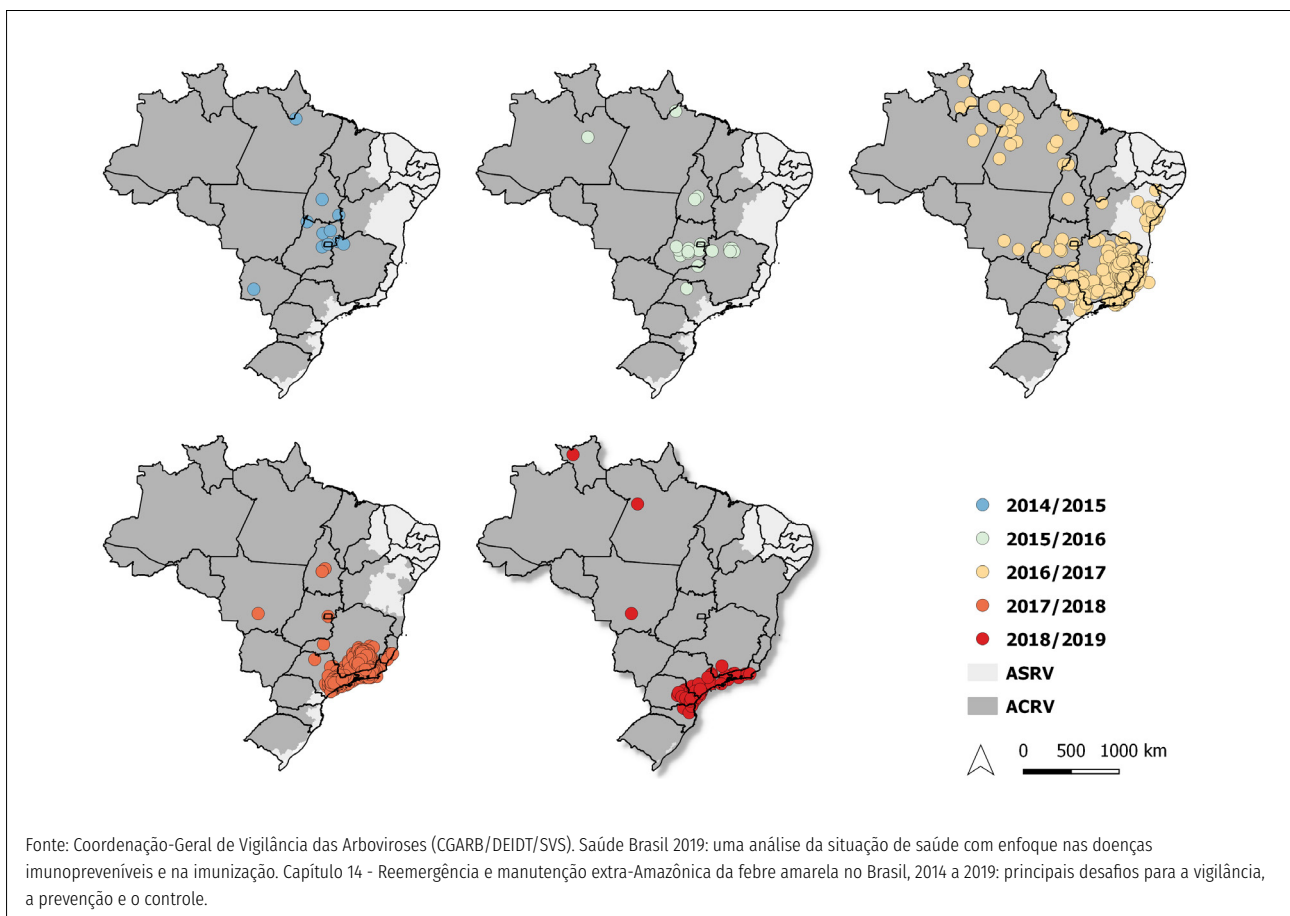 2014/2015
2015/2016
2016/2017
2017/2018
2018/2019
ASRV
ACRV
0 500 1000 km
Fonte: Coordenação-Geral de Vigilância das Arboviroses (CGARB/DEIDT/SVS). Saúde Brasil 2019: uma análise da situação de saúde com enfoque nas doenças
imunopreveníveis e na imunização. Capítulo 14 - Reemergência e manutenção extra-Amazônica da febre amarela no Brasil, 2014 a 2019: principais desafios para a vigilância,
a prevenção e o controle.